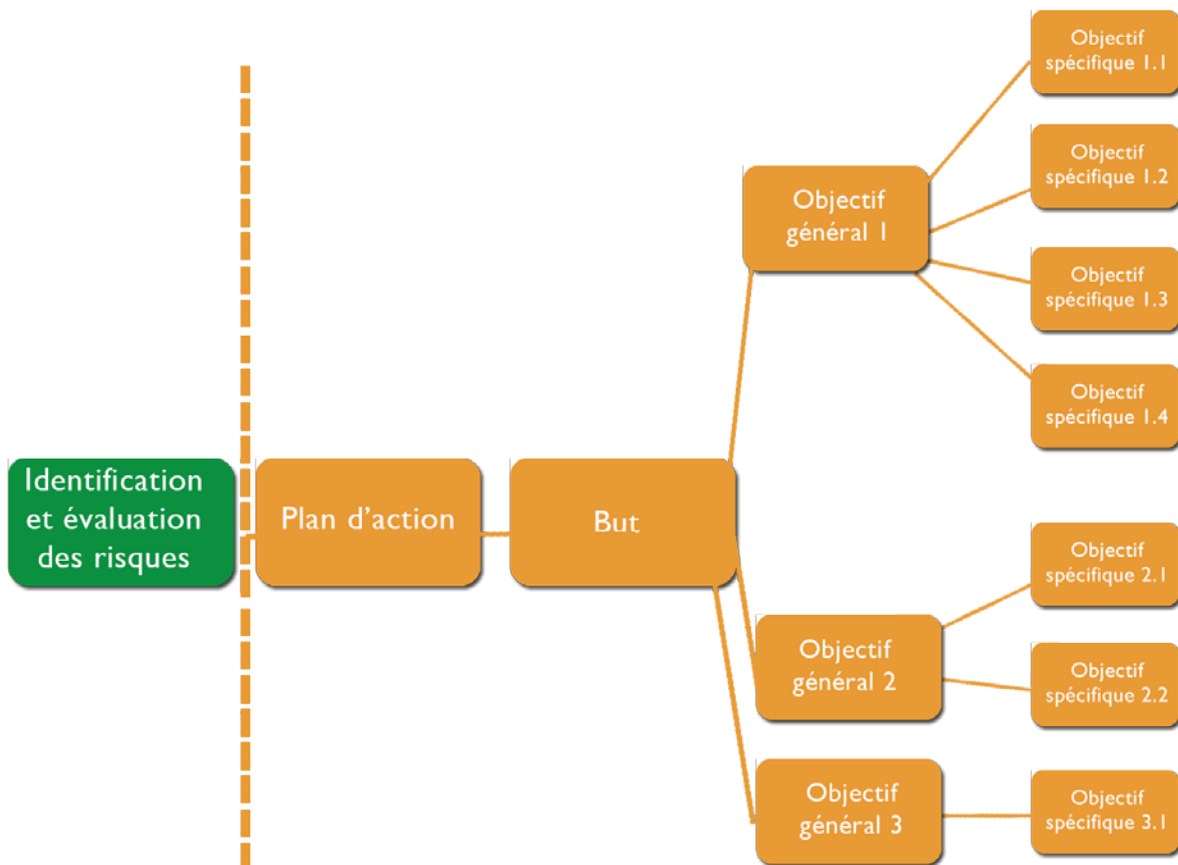 Identification
et évaluation
des risques
Plan d'action
But
Objectif
général 1
Objectif
spécifique 1.1
Objectif
spécifique 1.2
Objectif
spécifique 1.3
Objectif
spécifique 1.4
Objectif
général 2
Objectif
spécifique 2.1
Objectif
spécifique 2.2
Objectif
général 3
Objectif
spécifique 3.1